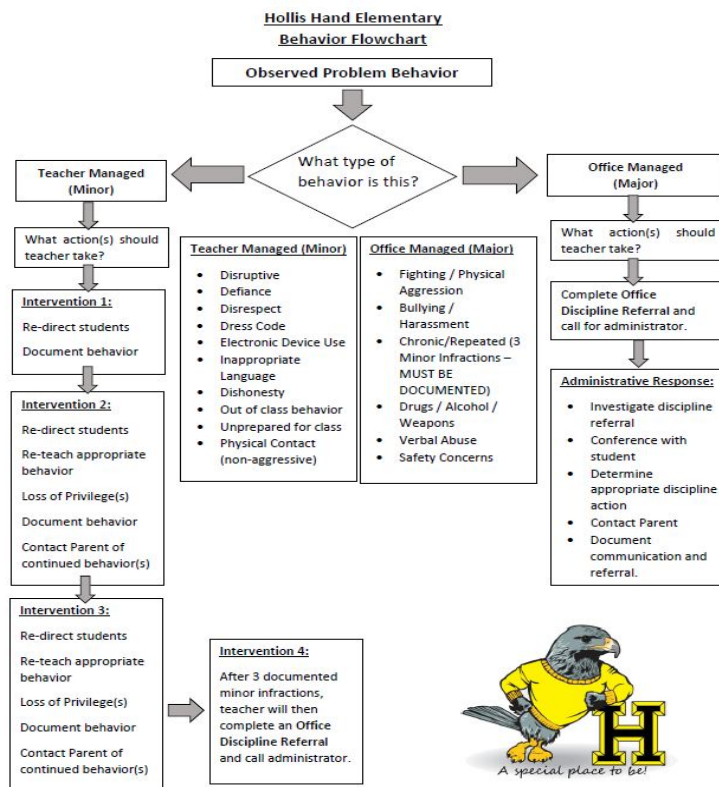 Hollis Hand Elementary
Behavior Flowchart
Observed Problem Behavior
What type of
behavior is this?
Teacher Managed
(Minor)
What action(s) should
teacher take?
Intervention 1:
Re-direct students
Document behavior
Intervention 2:
Re-direct students
Re-teach appropriate
behavior
Loss of Privilege(s)
Document behavior
Contact Parent of
continued behavior(s)
Intervention 3:
Re-direct students
Re-teach appropriate
behavior
Loss of Privilege(s)
Document behavior
Contact Parent of
continued behavior(s)
Intervention 4:
After 3 documented
minor infractions,
teacher will then
complete an Office
Discipline Referral
and call administrator.
Teacher Managed (Minor)
• Disruptive
• Defiance
• Disrespect
• Dress Code
• Electronic Device Use
• Inappropriate
Language
• Dishonesty
• Out of class behavior
• Unprepared for class
• Physical Contact
(non-aggressive)
Office Managed (Major)
• Fighting / Physical
Aggression
• Bullying /
Harassment
• Chronic/Repeated (3
Minor Infractions –
MUST BE
DOCUMENTED)
• Drugs / Alcohol /
Weapons
• Verbal Abuse
• Safety Concerns
Office Managed
(Major)
What action(s) should
teacher take?
Complete Office
Discipline Referral and
call for administrator.
Administrative Response:
• Investigate discipline
referral
• Conference with
student
• Determine
appropriate discipline
action
• Contact Parent
• Document
communication and
referral.
H
A special place to be!